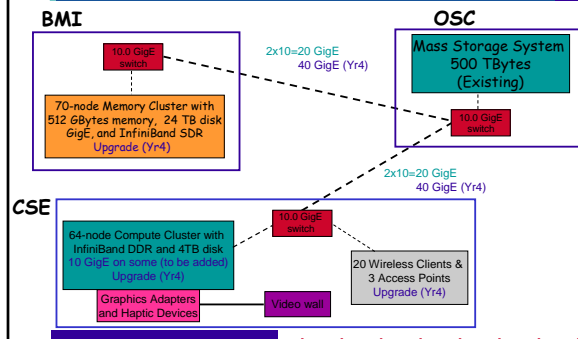 BMI
OSC
10.0 GigE
switch
2x10=20 GigE
40 GigE (Yr4)
Mass Storage System
500 TBytes
(Existing)
70-node Memory Cluster with
512 GBytes memory, 24 TB disk
GigE, and InfiniBand SDR
Upgrade (Yr4)
10.0 GigE
switch
2x10=20 GigE
40 GigE (Yr4)
CSE
10.0 GigE
switch
64-node Compute Cluster with
InfiniBand DDR and 4TB disk
10 GigE on some (to be added)
Upgrade (Yr4)
20 Wireless Clients &
3 Access Points
Upgrade (Yr4)
Graphics Adapters
and Haptic Devices
Video wall